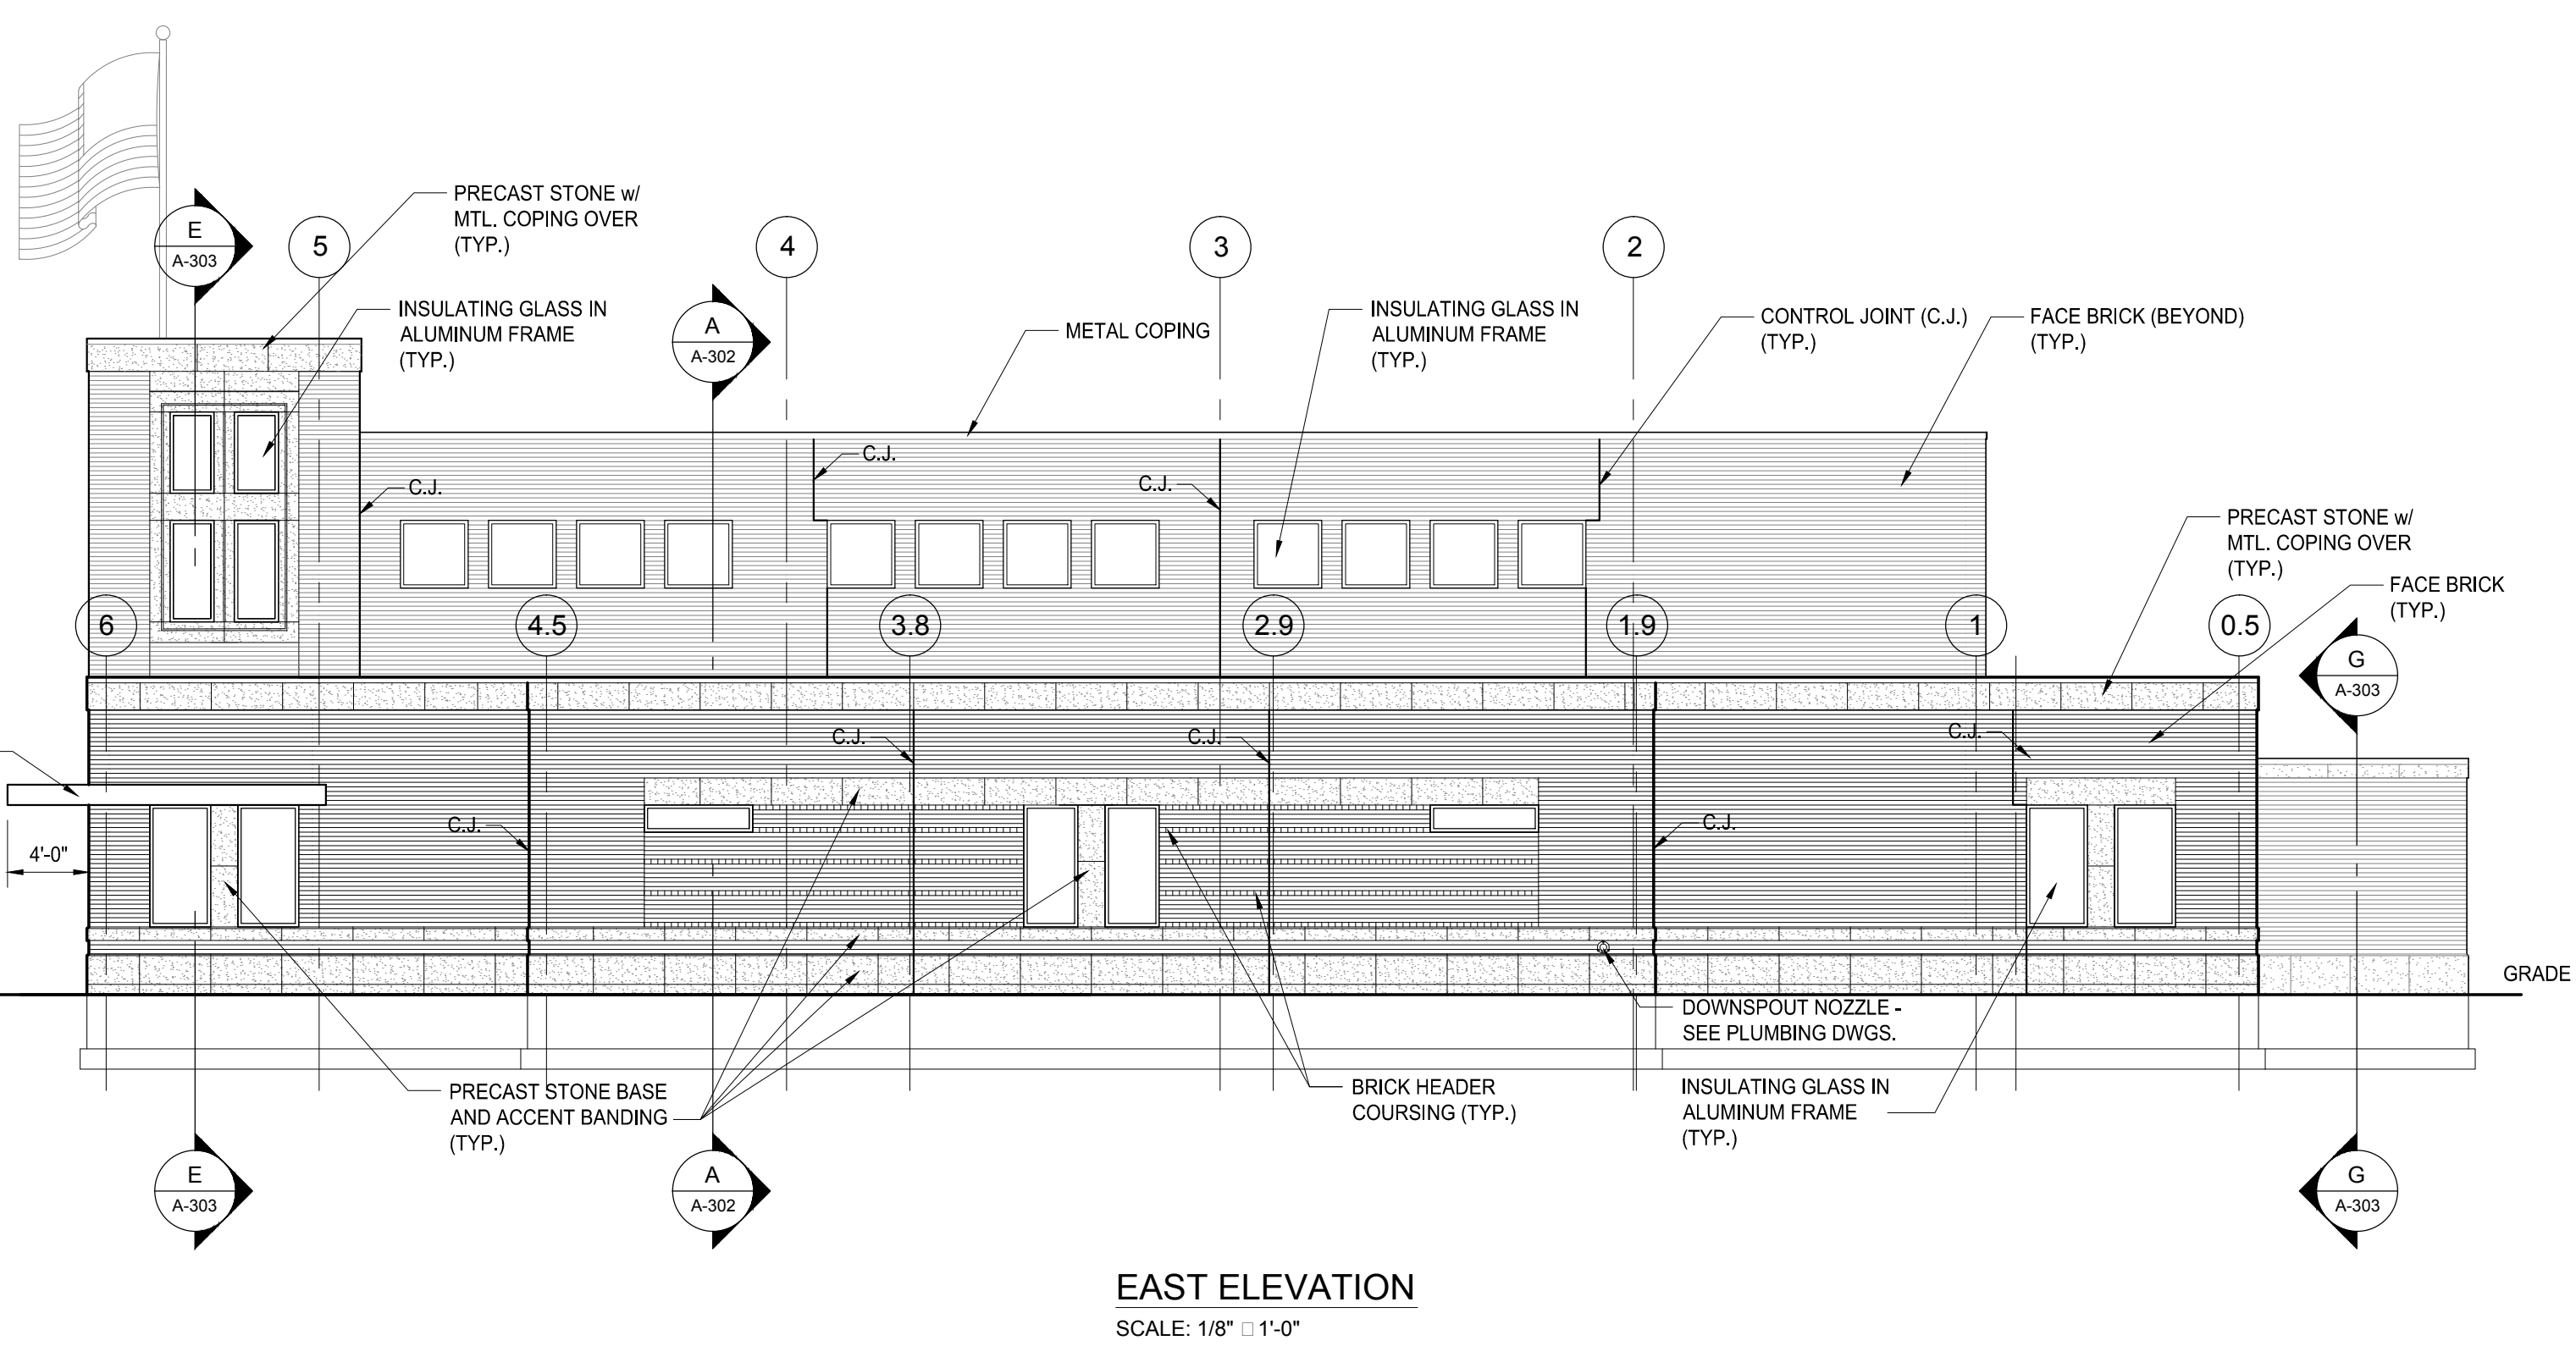 PRECAST STONE w/
MTL. COPING OVER
(TYP.)
E
A-303
5
4
3
2
INSULATING GLASS IN
ALUMINUM FRAME
(TYP.)
A
A-302
METAL COPING
INSULATING GLASS IN
ALUMINUM FRAME
(TYP.)
CONTROL JOINT (C.J.)
(TYP.)
FACE BRICK (BEYOND)
(TYP.)
C.J.
C.J.
C.J.
PRECAST STONE w/
MTL. COPING OVER
(TYP.)
FACE BRICK
(TYP.)
6
4.5
3.8
2.9
1.9
1
0.5
G
A-303
C.J.
C.J.
C.J.
C.J.
C.J.
4'-0"
GRADE
DOWNSPOUT NOZZLE -
SEE PLUMBING DWGS.
PRECAST STONE BASE
AND ACCENT BANDING
(TYP.)
BRICK HEADER
COURSING (TYP.)
INSULATING GLASS IN
ALUMINUM FRAME
(TYP.)
E
A-303
A
A-302
G
A-303
EAST ELEVATION
SCALE: 1/8" □ 1'-0"